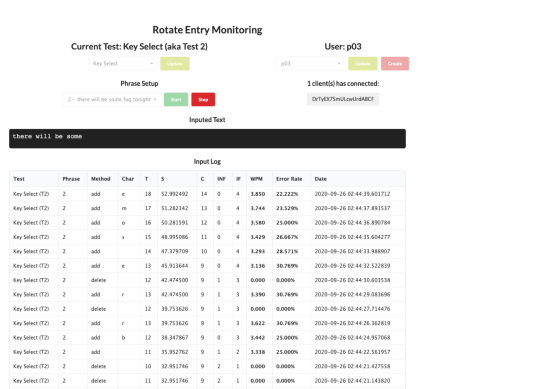 Rotate Entry Monitoring
Current Test: Key Select (aka Test 2) User: p03
Key Select Update p03 Update Create
Phrase Setup 1 client(s) has connected:
2 - there will be some fog tonight Start Stop
Inputed Text
there will be some
Input Log
Test Phrase Method Char T S C INF IF WPM Error Rate Date
Key Select (T2) 2 add e 18 52.992492 14 0 4 3.850 22.222% 2020-09-26 02:44:39.601712
Key Select (T2) 2 add m 17 51.282342 13 0 4 3.744 23.529% 2020-09-26 02:44:37.891537
Key Select (T2) 2 add o 16 50.281591 12 0 4 3.580 25.000% 2020-09-26 02:44:36.890784
Key Select (T2) 2 add s 15 48.995086 11 0 4 3.429 26.667% 2020-09-26 02:44:35.604277
Key Select (T2) 2 add 14 47.379709 10 0 4 3.293 28.571% 2020-09-26 02:44:33.988907
Key Select (T2) 2 add e 13 45.913644 9 0 4 3.136 30.769% 2020-09-26 02:44:32.522839
Key Select (T2) 2 delete 12 42.474500 9 1 3 0.000 0.000% 2020-09-26 02:44:30.603538
Key Select (T2) 2 add r 13 42.474500 9 1 3 3.390 30.769% 2020-09-26 02:44:29.083696
Key Select (T2) 2 delete 12 39.753626 9 1 3 0.000 0.000% 2020-09-26 02:44:27.714476
Key Select (T2) 2 add r 13 39.753626 9 1 3 3.622 30.769% 2020-09-26 02:44:26.362819
Key Select (T2) 2 add b 12 38.347867 9 0 3 3.442 25.000% 2020-09-26 02:44:24.957068
Key Select (T2) 2 add 11 35.952762 9 1 2 3.338 25.000% 2020-09-26 02:44:22.561957
Key Select (T2) 2 delete 10 32.951746 9 2 1 0.000 0.000% 2020-09-26 02:44:21.427558
Key Select (T2) 2 delete 11 32.951746 9 2 1 0.000 0.000% 2020-09-26 02:44:21.143820